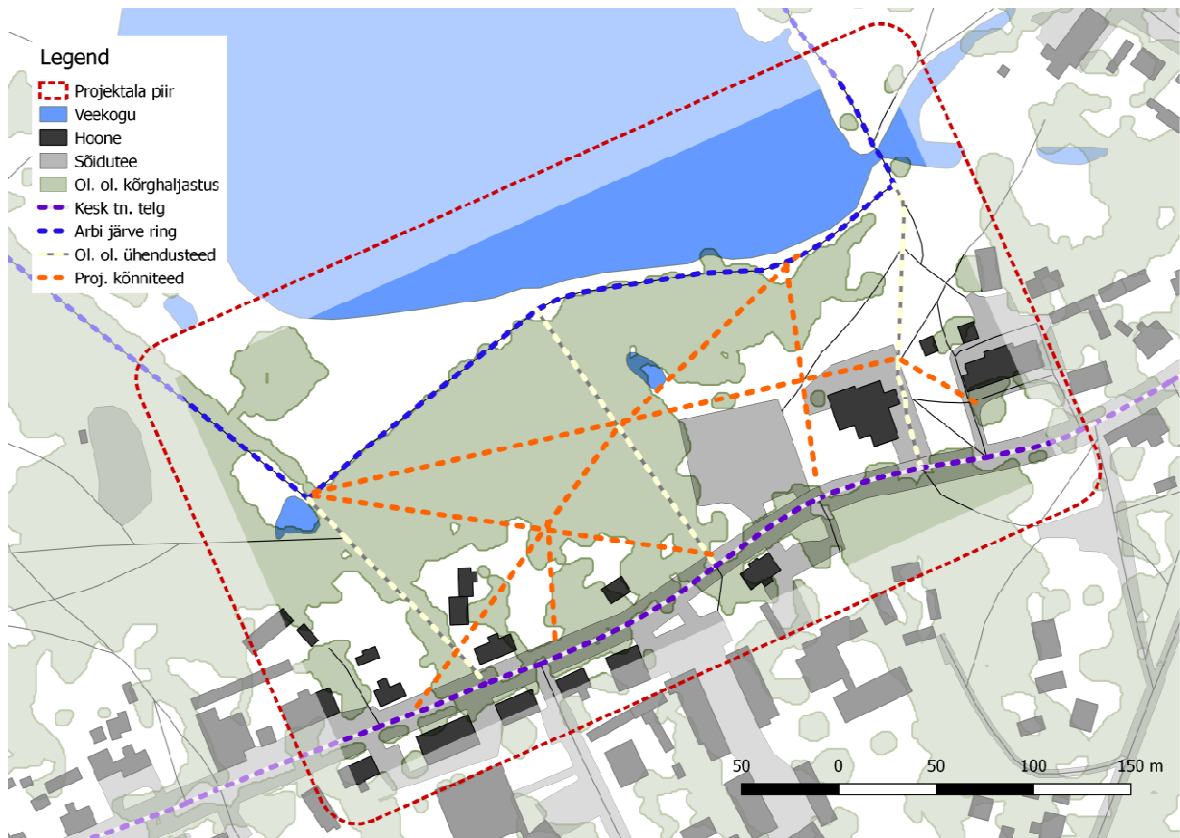 Legend
Projektala piir
Veekogu
Hoone
Sõidutee
Ol. ol. kõrghaljastus
Kesk tn. telg
Arbi järve ring
Ol. ol. ühendusteed
Proj. kõnniteed
50 0 50 100 150 m